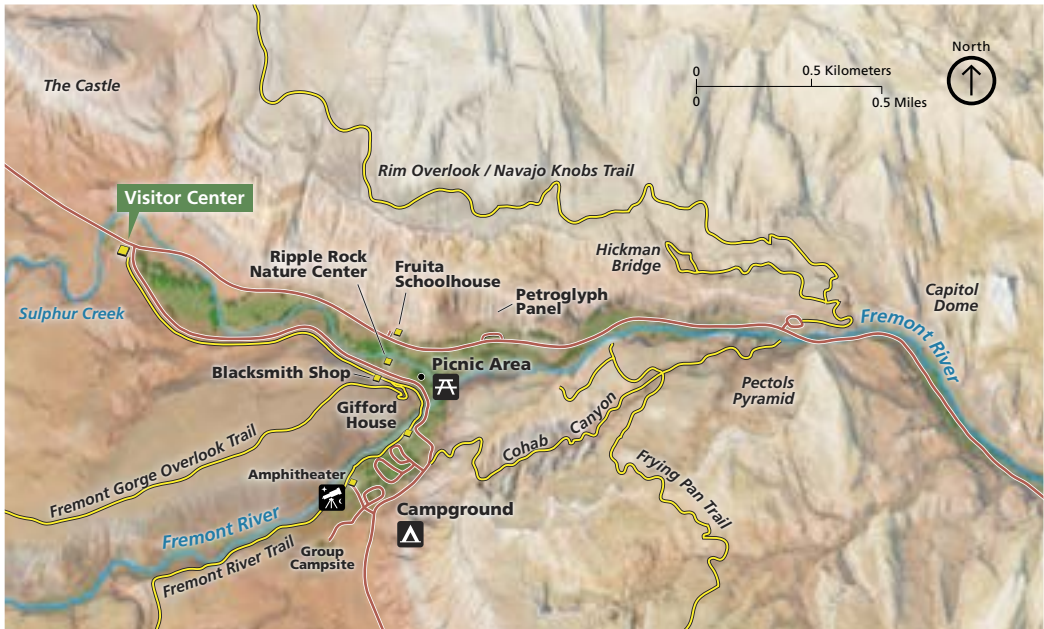 North
0
0.5 Kilometers
0
0.5 Miles
The Castle
Rim Overlook / Navajo Knobs Trail
Visitor Center
Hickman
Bridge
Ripple Rock
Nature Center
Fruita
Schoolhouse
Petroglyph
Panel
Capitol
Dome
Sulphur Creek
Fremont River
Blacksmith Shop
Picnic Area
Pectols
Pyramid
Gifford
House
Cohab Canyon
Fremont Gorge Overlook Trail
Frying Pan Trail
Amphitheater
Fremont River
Campground
Fremont River Trail
Group
Campsite